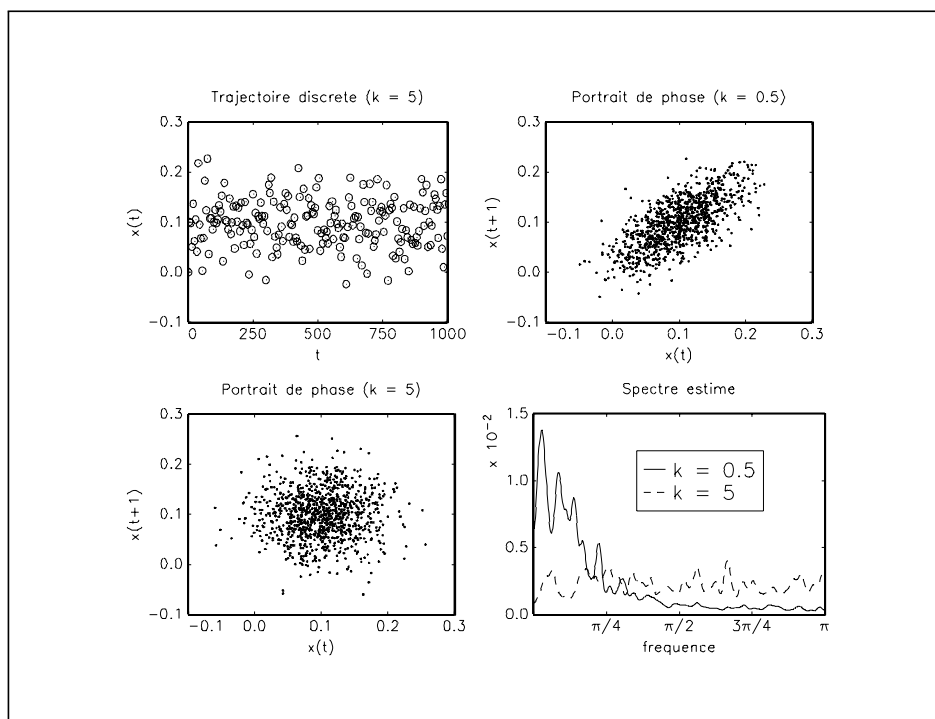 Trajectoire discrete (k = 5)
0.3
0.2
0.1
0.0
−0.1
x(t)
0
250
500
750
1000
t
Portrait de phase (k = 0.5)
0.3
0.2
0.1
0.0
−0.1
x(t+1)
−0.1
0.0
0.1
0.2
0.3
x(t)
Portrait de phase (k = 5)
0.3
0.2
0.1
0.0
−0.1
x(t+1)
−0.1
0.0
0.1
0.2
0.3
x(t)
Spectre estime
x 10⁻²
1.5
1.0
0.5
0.0
k = 0.5
k = 5
π/4
π/2
3π/4
π
frequence